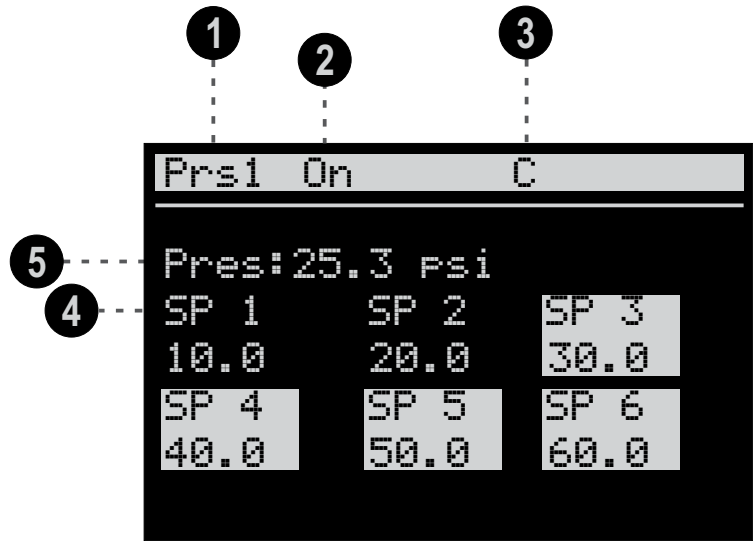 1 2 3
Prs1 On C
5 Pres:25.3 psi
4 SP 1 SP 2 SP 3
10.0 20.0 30.0
SP 4 SP 5 SP 6
40.0 50.0 60.0